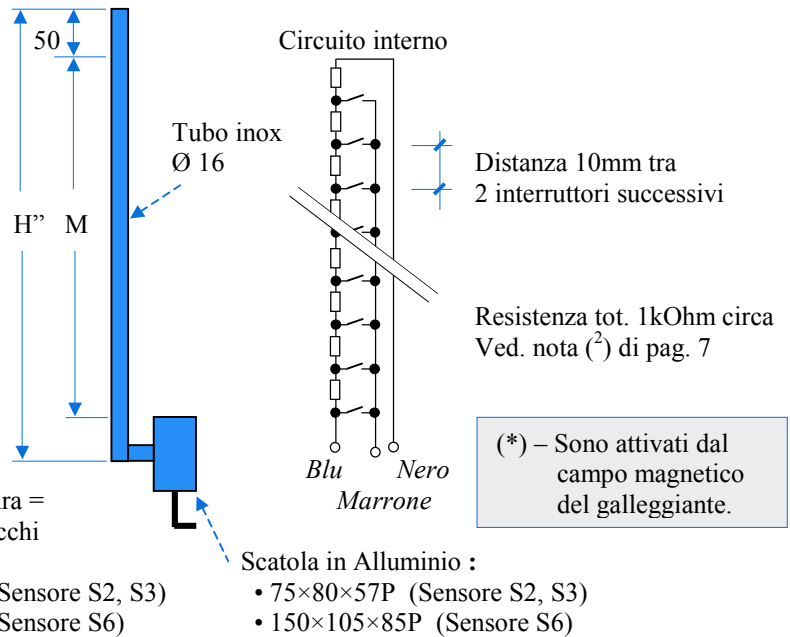 50
Circuito interno
Tubo inox
Ø 16
Distanza 10mm tra
2 interruttori successivi
H”
M
Resistenza tot. 1kOhm circa
Ved. nota (²) di pag. 7
(*) – Sono attivati dal
campo magnetico
del galleggiante.
Blu
Nero
Marrone
=
Scatola in Alluminio :
Sensore S2, S3)
• 75×80×57P (Sensore S2, S3)
Sensore S6)
• 150×105×85P (Sensore S6)